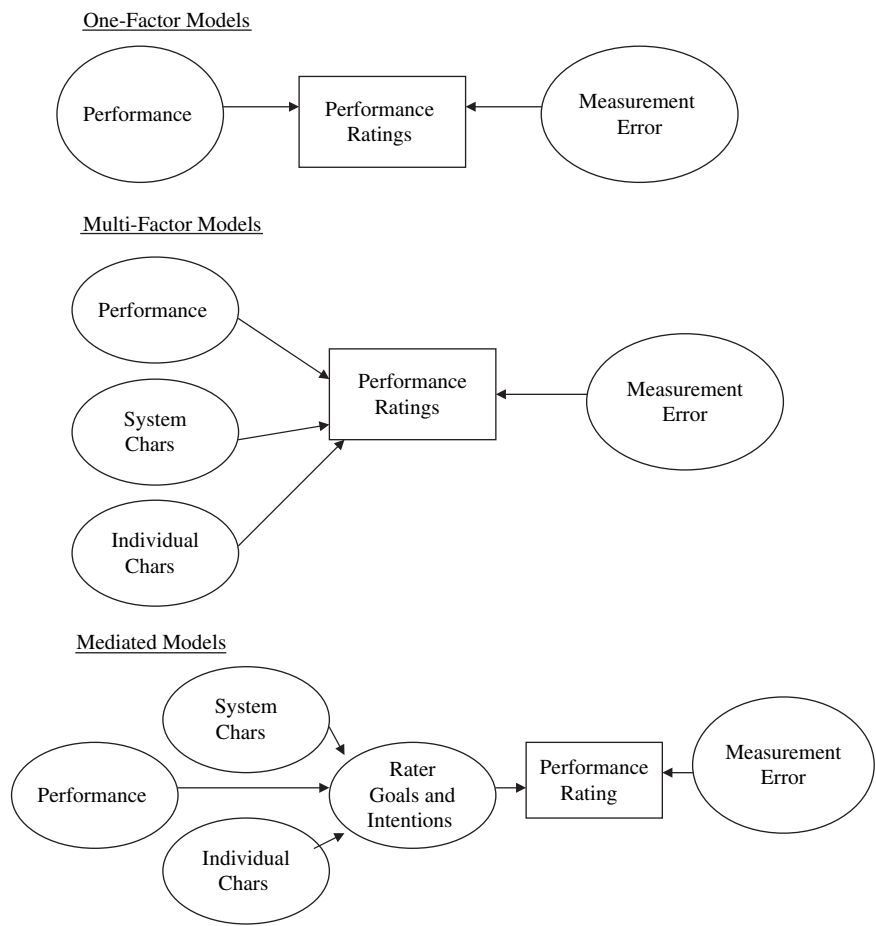 One-Factor Models
Performance
Performance
Ratings
Measurement
Error
Multi-Factor Models
Performance
System
Chars
Individual
Chars
Performance
Ratings
Measurement
Error
Mediated Models
System
Chars
Performance
Individual
Chars
Rater
Goals and
Intentions
Performance
Rating
Measurement
Error